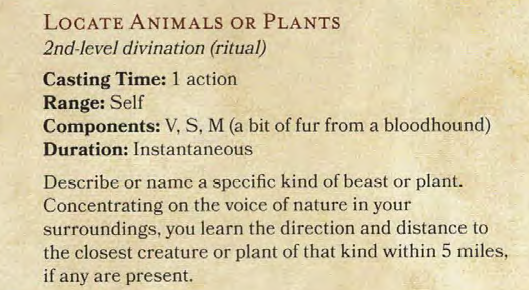 Locate Animals or Plants
2nd-level divination (ritual)
Casting Time: 1 action
Range: Self
Components: V, S, M (a bit of fur from a bloodhound)
Duration: Instantaneous
Describe or name a specific kind of beast or plant.
Concentrating on the voice of nature in your
surroundings, you learn the direction and distance to
the closest creature or plant of that kind within 5 miles,
if any are present.